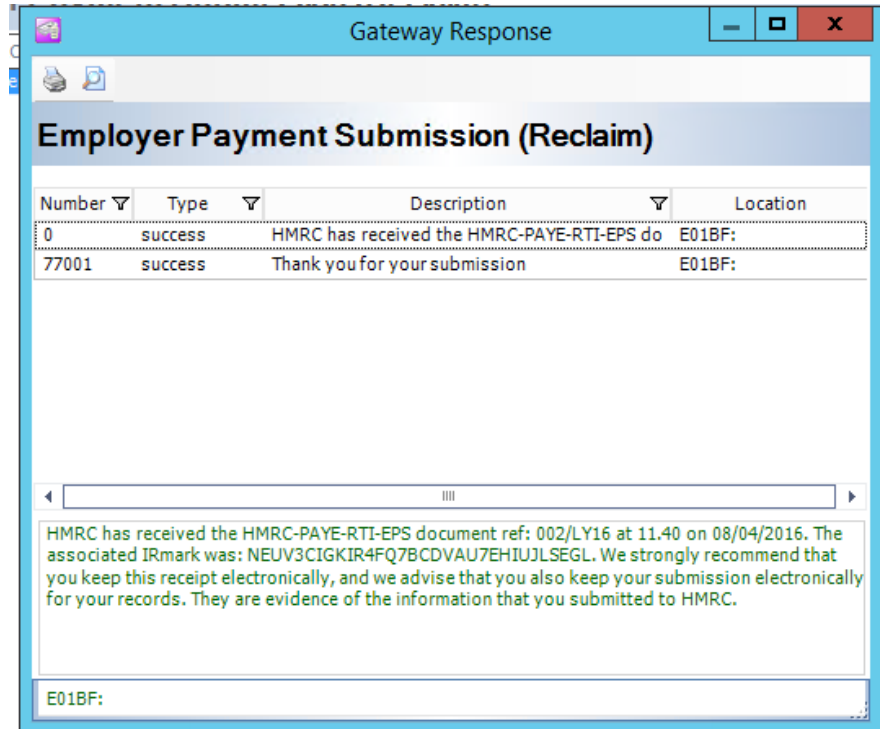 Gateway Response
Employer Payment Submission (Reclaim)
Number Type Description Location
0 success HMRC has received the HMRC-PAYE-RTI-EPS do E01BF:
77001 success Thank you for your submission E01BF:
HMRC has received the HMRC-PAYE-RTI-EPS document ref: 002/LY16 at 11.40 on 08/04/2016. The
associated IRmark was: NEUV3CIGKIR4FQ7BCDVAU7EHIUJLSEGL. We strongly recommend that
you keep this receipt electronically, and we advise that you also keep your submission electronically
for your records. They are evidence of the information that you submitted to HMRC.
E01BF: